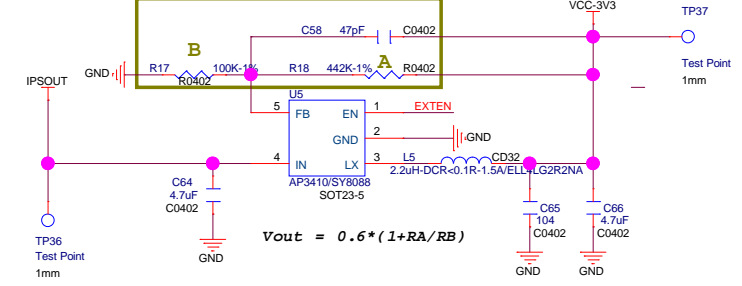 VCC-3V3
TP37
C58 47pF C0402
B
A
GND R17 100K-1% R18 442K-1% R0402
R0402
Test Point
1mm
IPSOUT
U5
5 FB EN 1 EXTEN
GND 2 GND
4 IN LX 3 L5 CD32
2.2uH-DCR<0.1R-1.5A/ELL4LG2R2NA
AP3410/SY8088
SOT23-5
C64
4.7uF
C0402
C65
104
C0402
C66
4.7uF
C0402
TP36
Test Point
1mm
Vout = 0.6*(1+RA/RB)
GND
GND
GND